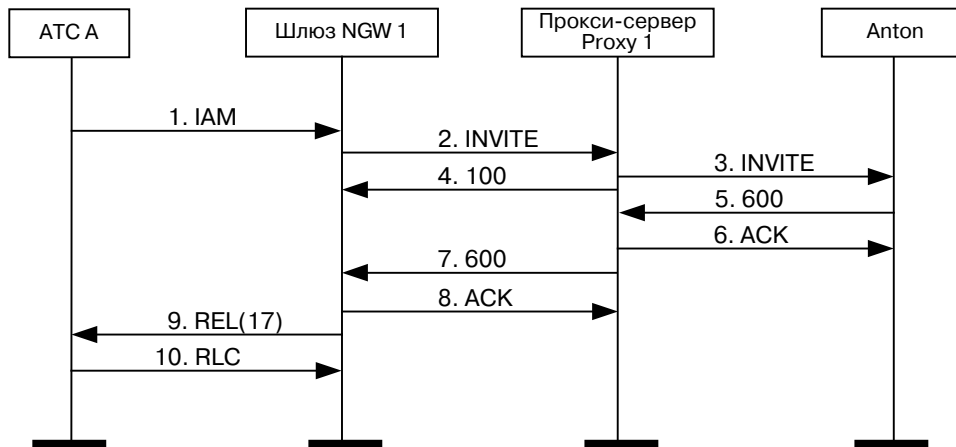 АТС А
Шлюз NGW 1
Прокси-сервер
Proxy 1
Anton
1. IAM
2. INVITE
3. INVITE
4. 100
5. 600
6. ACK
7. 600
8. ACK
9. REL(17)
10. RLC